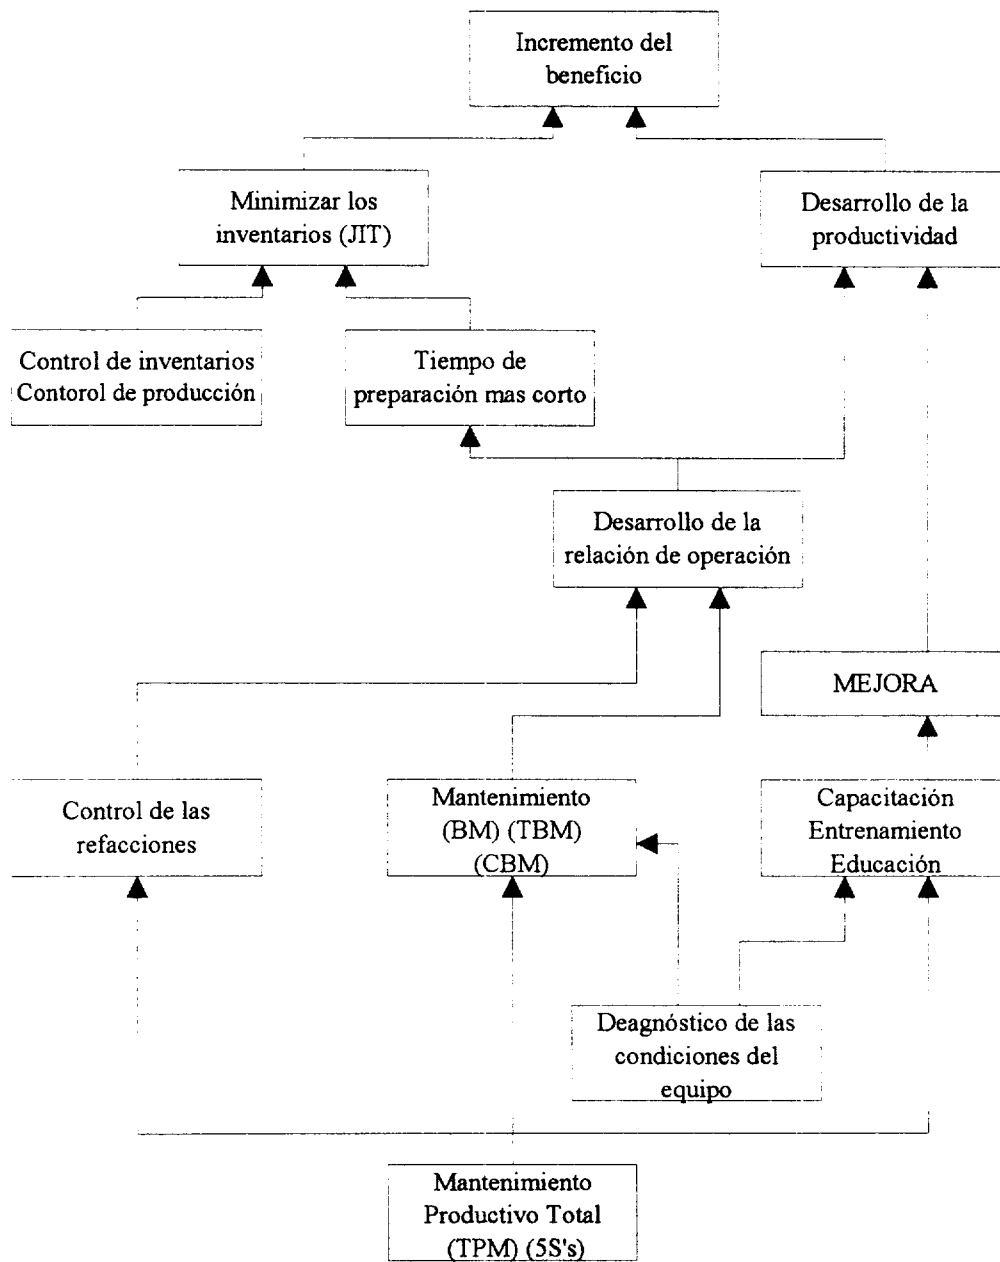 Incremento del
beneficio
Minimizar los
inventarios (JIT)
Desarrollo de la
productividad
Control de inventarios
Contorol de producción
Tiempo de
preparación mas corto
Desarrollo de la
relación de operación
MEJORA
Control de las
refacciones
Mantenimiento
(BM) (TBM)
(CBM)
Capacitación
Entrenamiento
Educación
Deagnóstico de las
condiciones del
equipo
Mantenimiento
Productivo Total
(TPM) (5S's)